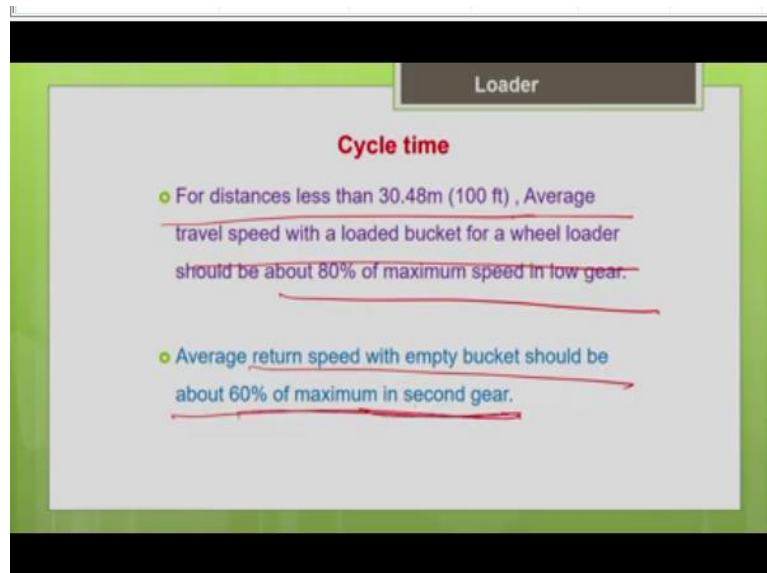 Loader
Cycle time
For distances less than 30.48m (100 ft) , Average
travel speed with a loaded bucket for a wheel loader
should be about 80% of maximum speed in low gear.
Average return speed with empty bucket should be
about 60% of maximum in second gear.